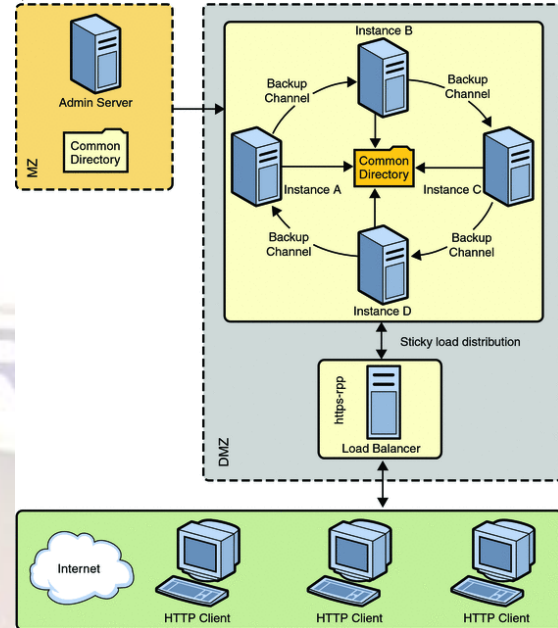 Admin Server
Common
Directory
MZ
Instance B
Backup
Channel
Backup
Channel
Common
Directory
Instance A
Instance C
Backup
Channel
Backup
Channel
Instance D
Sticky load distribution
https-rpp
Load Balancer
DMZ
Internet
HTTP Client
HTTP Client
HTTP Client